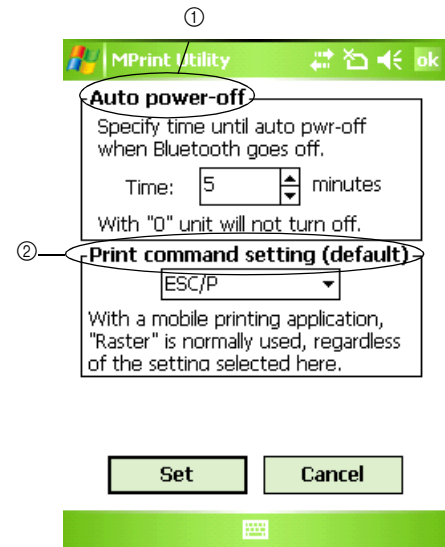 ①
MPrint Utility ok
Auto power-off
Specify time until auto pwr-off
when Bluetooth goes off.
Time: 5 minutes
With "0" unit will not turn off.
②
Print command setting (default)
ESC/P
With a mobile printing application,
"Raster" is normally used, regardless
of the setting selected here.
Set Cancel